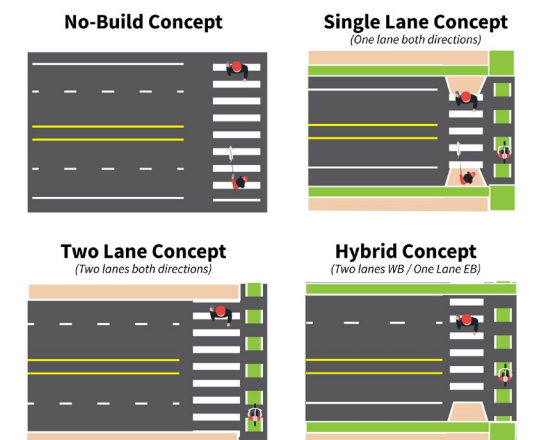 No-Build Concept
Single Lane Concept
(One lane both directions)
Two Lane Concept
(Two lanes both directions)
Hybrid Concept
(Two lanes WB / One Lane EB)